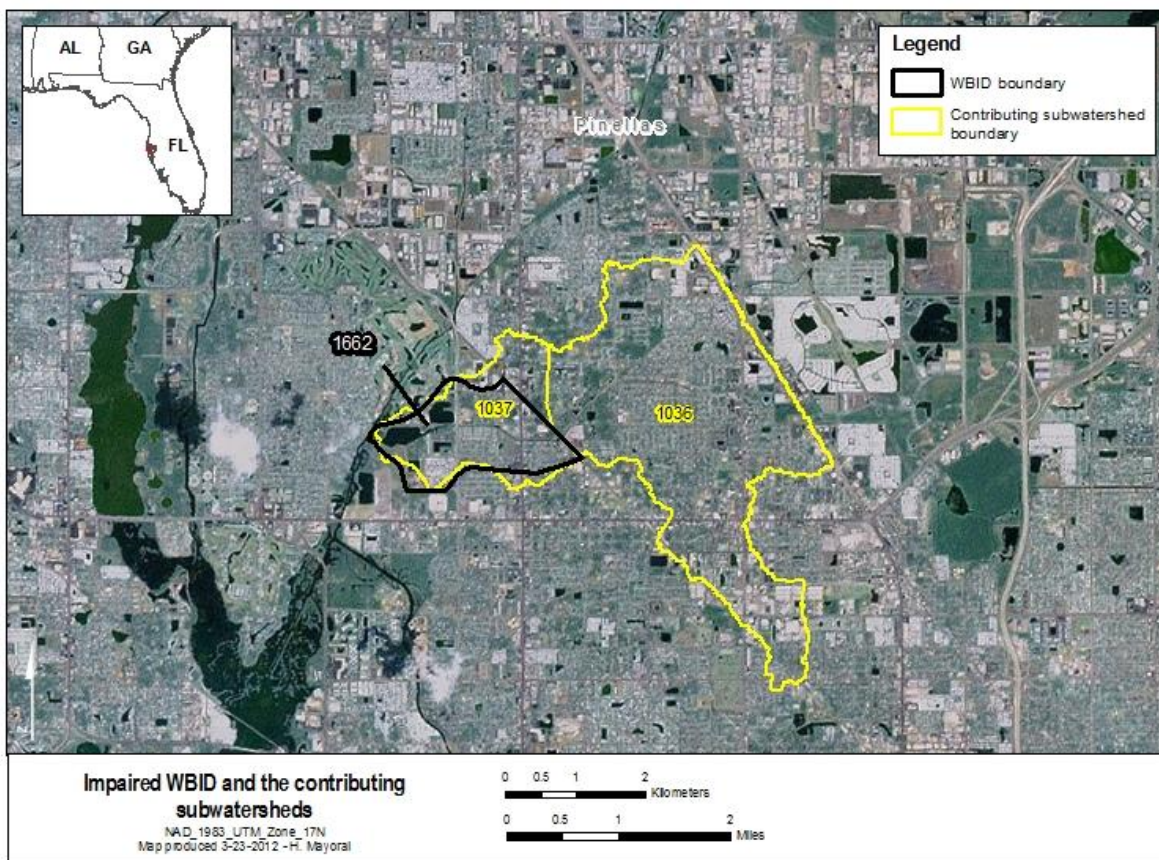 AL
GA
FL
Legend
WBID boundary
Contributing subwatershed
boundary
Pinellas
1662
1037
1036
Impaired WBID and the contributing
subwatersheds
NAD_1983_UTM_Zone_17N
Map produced 3-23-2012 - H. Mayoral
0 0.5 1 2
Kilometers
0 0.5 1 2
Miles